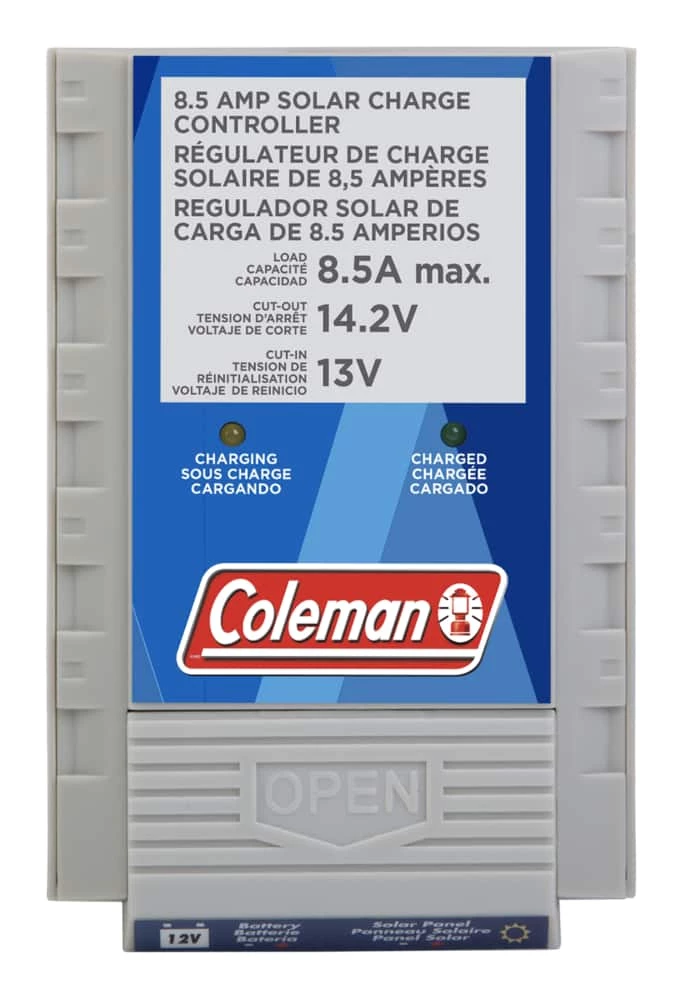 8.5 AMP SOLAR CHARGE
CONTROLLER
RÉGULATEUR DE CHARGE
SOLAIRE DE 8,5 AMPÈRES
REGULADOR SOLAR DE
CARGA DE 8.5 AMPERIOS
LOAD
CAPACITÉ
CAPACIDAD
8.5A max.
CUT-OUT
TENSION D'ARRÊT
VOLTAJE DE CORTE
14.2V
CUT-IN
TENSION DE
RÉINITIALISATION
VOLTAJE DE REINICIO
13V
CHARGING
SOUS CHARGE
CARGANDO
CHARGED
CHARGÉE
CARGADO
Coleman
OPEN
12V
Battery
Batterie
Bateria
Solar Panel
Panneau Solaire
Panel Solar